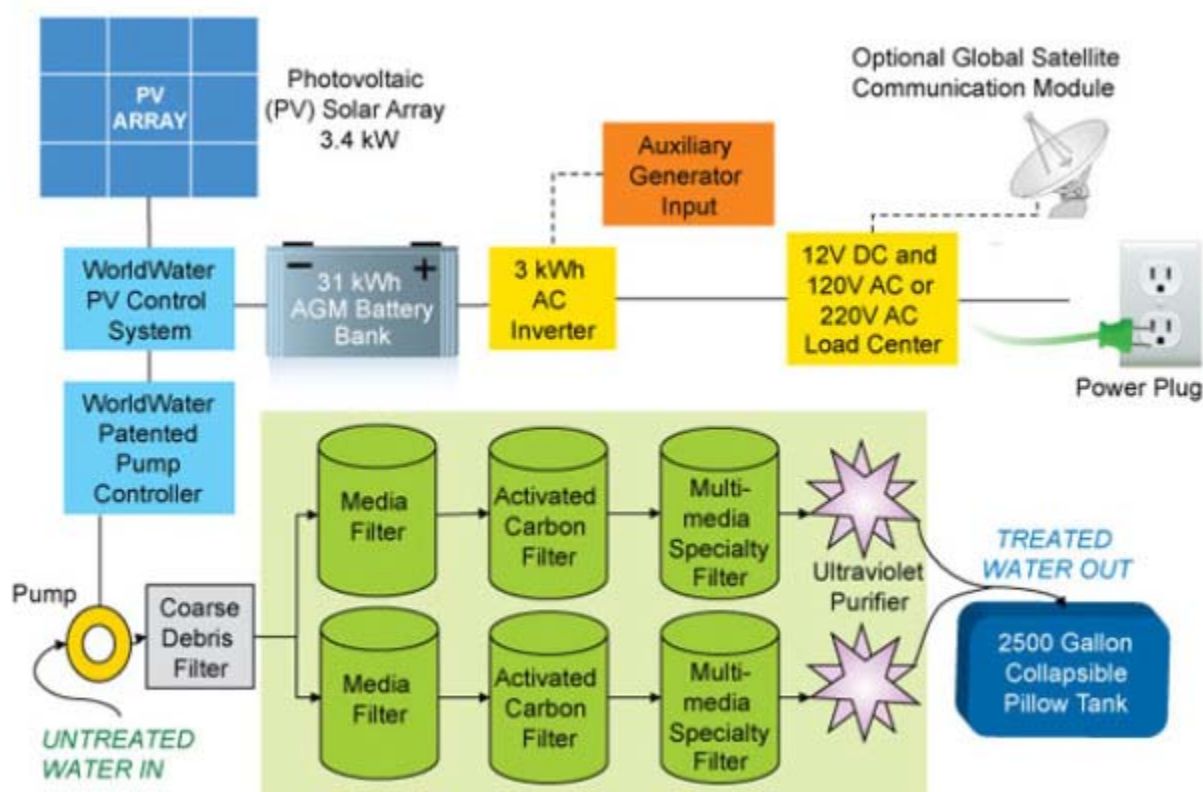 PV
ARRAY
Photovoltaic
(PV) Solar Array
3.4 kW
Optional Global Satellite
Communication Module
Auxiliary
Generator
Input
WorldWater
PV Control
System
31 kWh
AGM Battery
Bank
3 kWh
AC
Inverter
12V DC and
120V AC or
220V AC
Load Center
Power Plug
WorldWater
Patented
Pump
Controller
Pump
Coarse
Debris
Filter
UNTREATED
WATER IN
Media
Filter
Activated
Carbon
Filter
Multi-
media
Specialty
Filter
Ultraviolet
Purifier
Media
Filter
Activated
Carbon
Filter
Multi-
media
Specialty
Filter
TREATED
WATER OUT
2500 Gallon
Collapsible
Pillow Tank